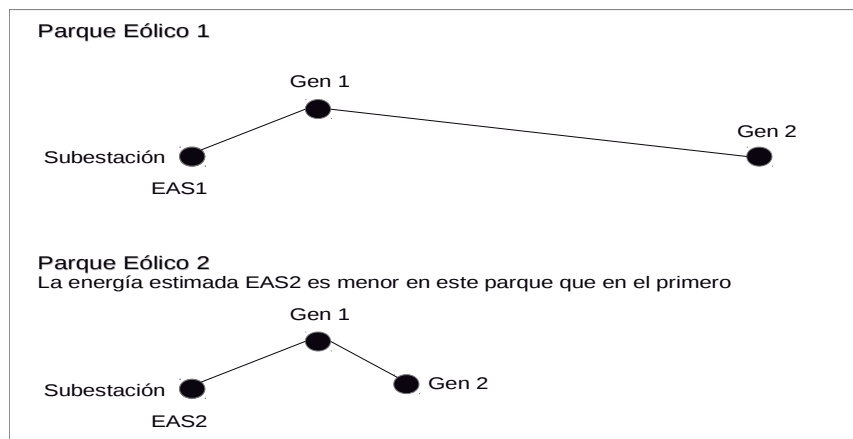 Parque Eólico 1
Gen 1
Gen 2
Subestación
EAS1
Parque Eólico 2
La energía estimada EAS2 es menor en este parque que en el primero
Gen 1
Subestación
Gen 2
EAS2